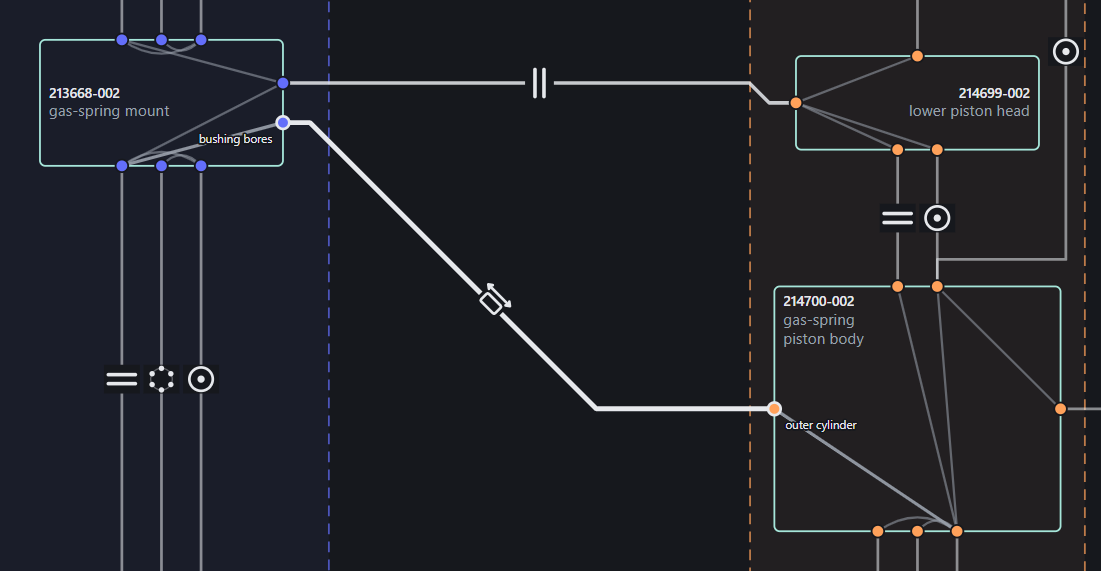 213668-002
gas-spring mount
bushing bores
214699-002
lower piston head
214700-002
gas-spring
piston body
outer cylinder